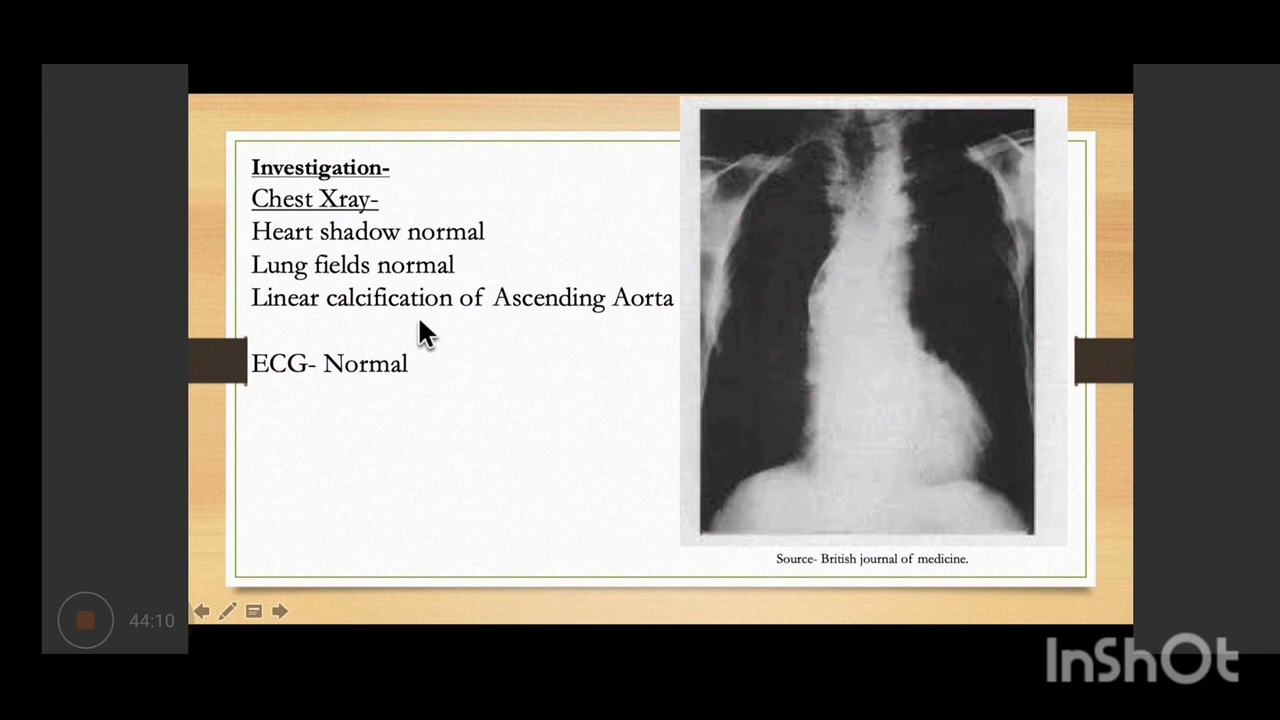 Investigation-
Chest Xray-
Heart shadow normal
Lung fields normal
Linear calcification of Ascending Aorta
ECG- Normal
Source- British journal of medicine.
44:10
InShOt